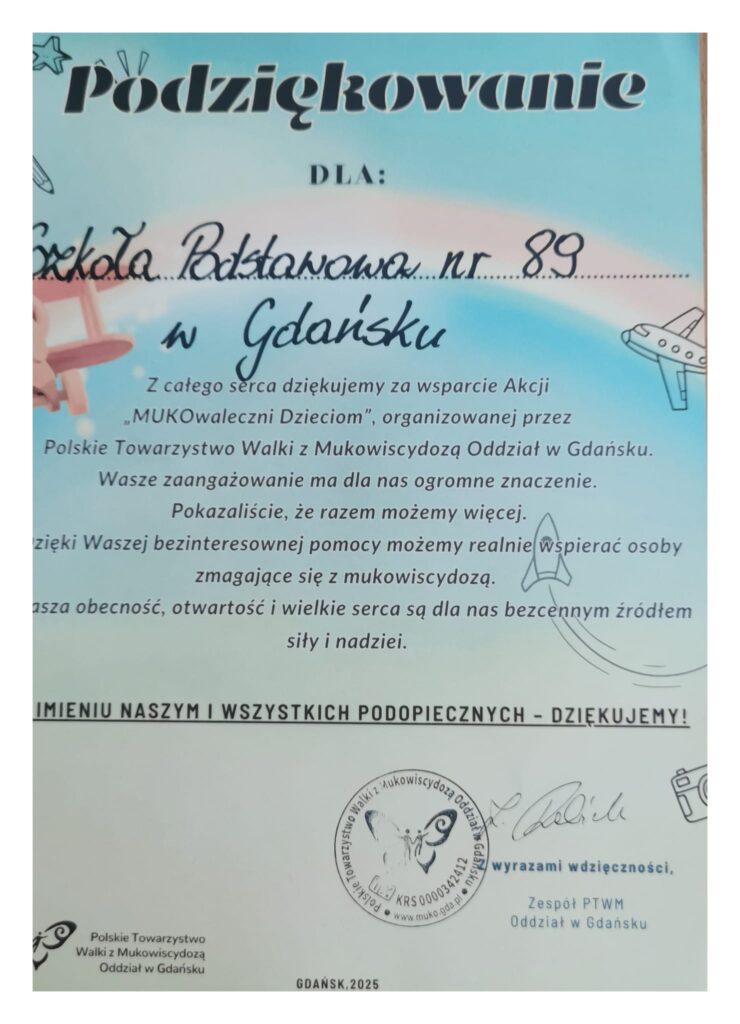 Podziękowanie
DLA:
Szkoła Podstawowa nr 89
w Gdańsku
Z całego serca dziękujemy za wsparcie Akcji
„MUKOwaleczni Dzieciom”, organizowanej przez
Polskie Towarzystwo Walki z Mukowiscydozą Oddział w Gdańsku.
Wasze zaangażowanie ma dla nas ogromne znaczenie.
Pokazaliście, że razem możemy więcej.
zięki Waszej bezinteresownej pomocy możemy realnie wspierać osoby
zmagające się z mukowiscydozą.
asza obecność, otwartość i wielkie serca są dla nas bezcennym źródłem
siły i nadziei.
IMIENIU NASZYM I WSZYSTKICH PODOPIECZNYCH – DZIĘKUJEMY!
Polskie Towarzystwo Walki z Mukowiscydozą Oddział w Gdańsku
KRS 0000342412
www.muko.gda.pl
wyrazami wdzięczności,
Zespół PTWM
Oddział w Gdańsku
Polskie Towarzystwo
Walki z Mukowiscydozą
Oddział w Gdańsku
GDAŃSK,2025